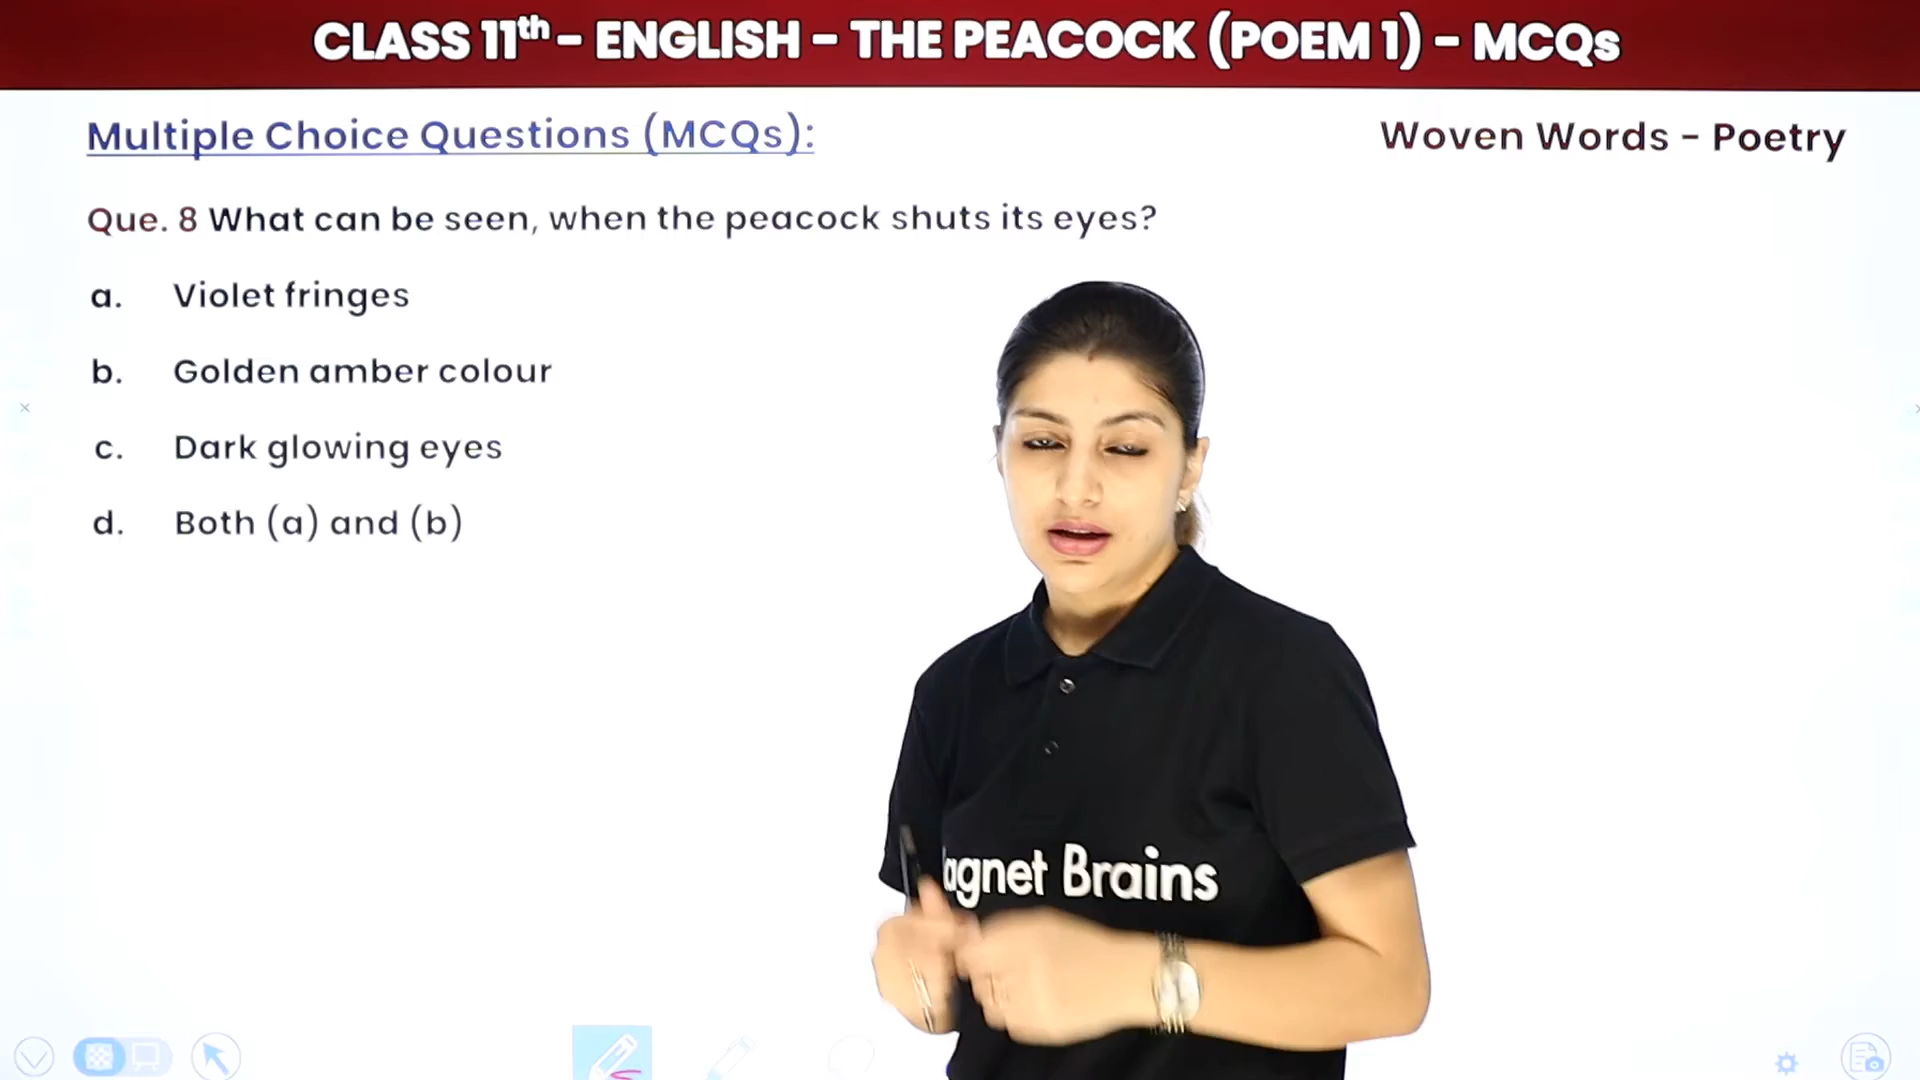 CLASS 11th - ENGLISH - THE PEACOCK (POEM 1) - MCQs
Multiple Choice Questions (MCQs):
Woven Words - Poetry
Que. 8 What can be seen, when the peacock shuts its eyes?
a. Violet fringes
b. Golden amber colour
c. Dark glowing eyes
d. Both (a) and (b)
agnet Brains